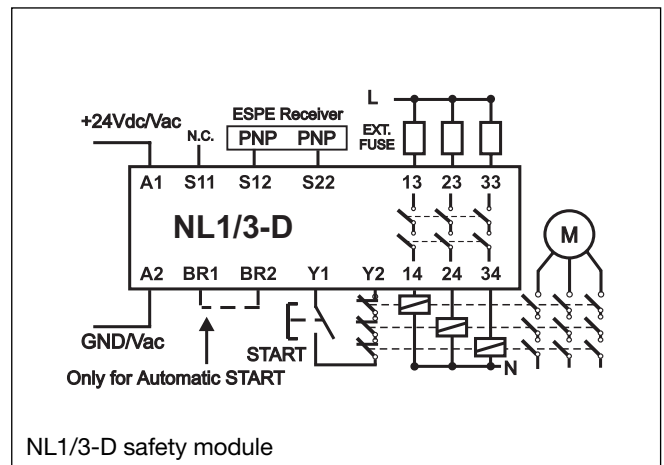 L
+24Vdc/Vac
N.C.
ESPE Receiver
PNP PNP
EXT.
FUSE
A1 S11 S12 S22 13 23 33
NL1/3-D
M
A2 BR1 BR2 Y1 Y2 14 24 34
GND/Vac
START
N
Only for Automatic START
NL1/3-D safety module